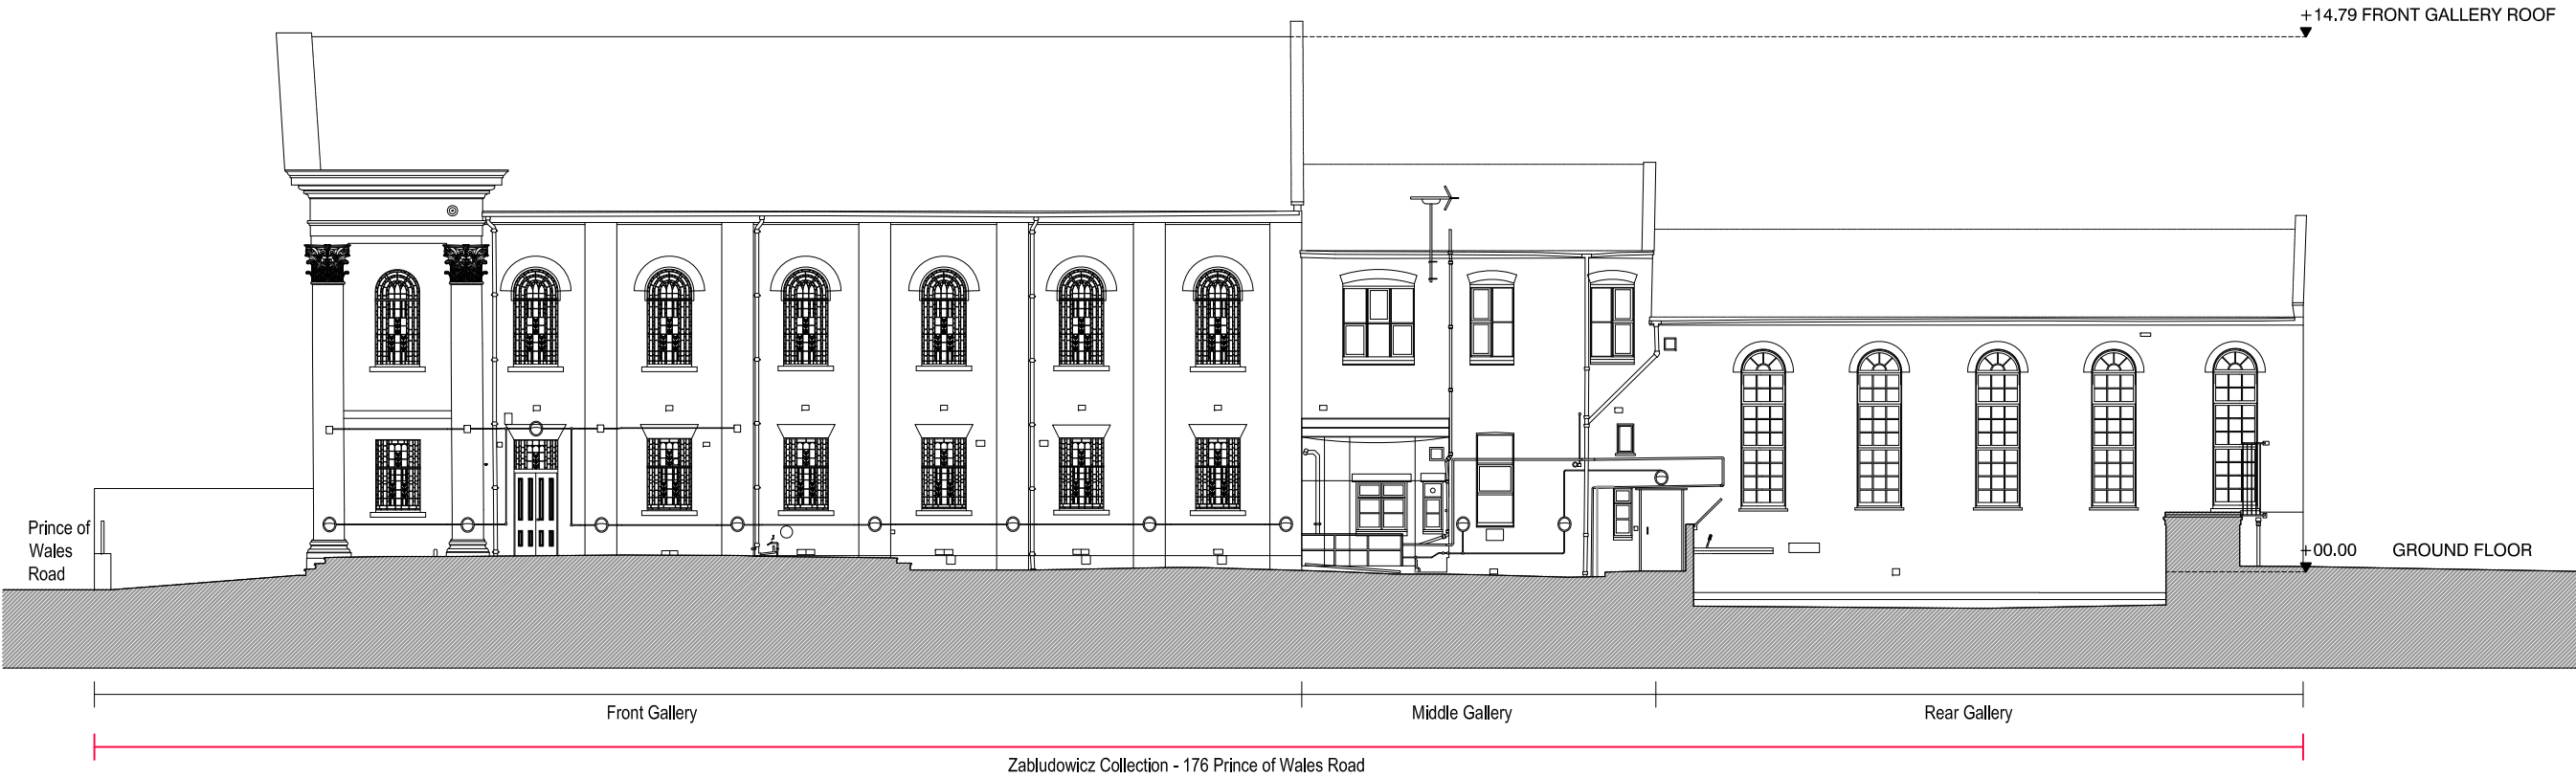 +14.79 FRONT GALLERY ROOF
Prince of
Wales
Road
+00.00 GROUND FLOOR
Front Gallery
Middle Gallery
Rear Gallery
Zabludowicz Collection - 176 Prince of Wales Road